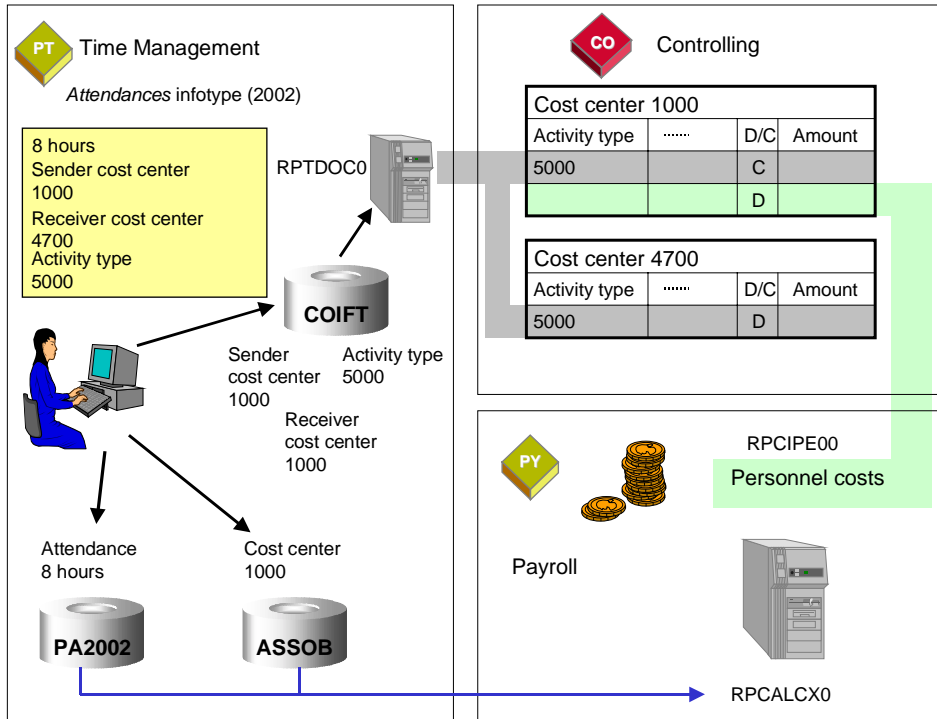 PT
Time Management
Attendances infotype (2002)
8 hours
Sender cost center
1000
Receiver cost center
4700
Activity type
5000
RPTDOC0
COIFT
Sender
cost center
1000
Activity type
5000
Receiver
cost center
1000
Attendance
8 hours
Cost center
1000
PA2002
ASSOB
CO
Controlling
Cost center 1000
Activity type ...... D/C Amount
5000 C
D
Cost center 4700
Activity type ...... D/C Amount
5000 D
PY
RPCIPE00
Personnel costs
Payroll
RPCALCX0